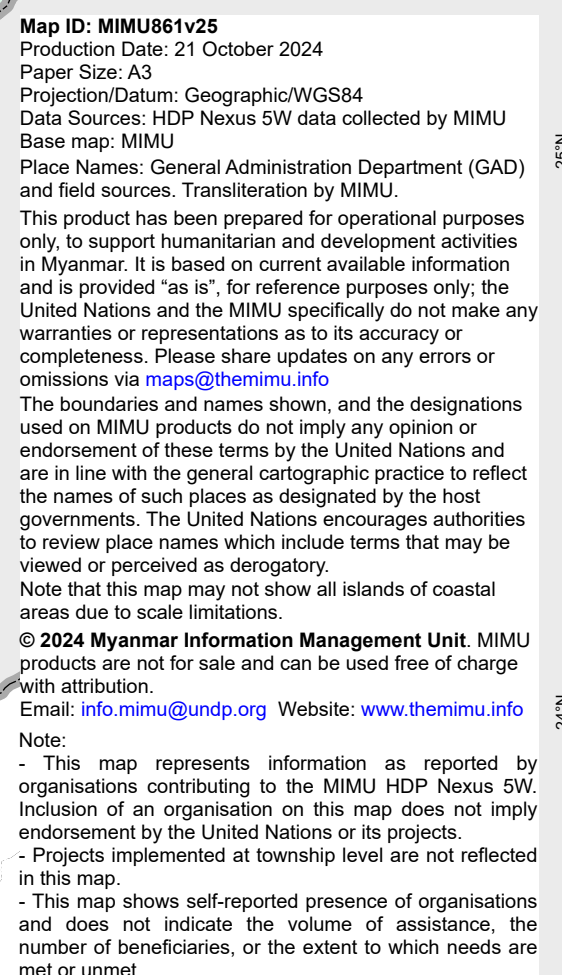 Map ID: MIMU861v25
Production Date: 21 October 2024
Paper Size: A3
Projection/Datum: Geographic/WGS84
Data Sources: HDP Nexus 5W data collected by MIMU
Base map: MIMU
Place Names: General Administration Department (GAD)
and field sources. Transliteration by MIMU.
This product has been prepared for operational purposes
only, to support humanitarian and development activities
in Myanmar. It is based on current available information
and is provided “as is”, for reference purposes only; the
United Nations and the MIMU specifically do not make any
warranties or representations as to its accuracy or
completeness. Please share updates on any errors or
omissions via maps@themimu.info
The boundaries and names shown, and the designations
used on MIMU products do not imply any opinion or
endorsement of these terms by the United Nations and
are in line with the general cartographic practice to reflect
the names of such places as designated by the host
governments. The United Nations encourages authorities
to review place names which include terms that may be
viewed or perceived as derogatory.
Note that this map may not show all islands of coastal
areas due to scale limitations.
© 2024 Myanmar Information Management Unit. MIMU
products are not for sale and can be used free of charge
with attribution.
Email: info.mimu@undp.org Website: www.themimu.info
Note:
- This map represents information as reported by
organisations contributing to the MIMU HDP Nexus 5W.
Inclusion of an organisation on this map does not imply
endorsement by the United Nations or its projects.
- Projects implemented at township level are not reflected
in this map.
- This map shows self-reported presence of organisations
and does not indicate the volume of assistance, the
number of beneficiaries, or the extent to which needs are
met or unmet
25°N
24°N